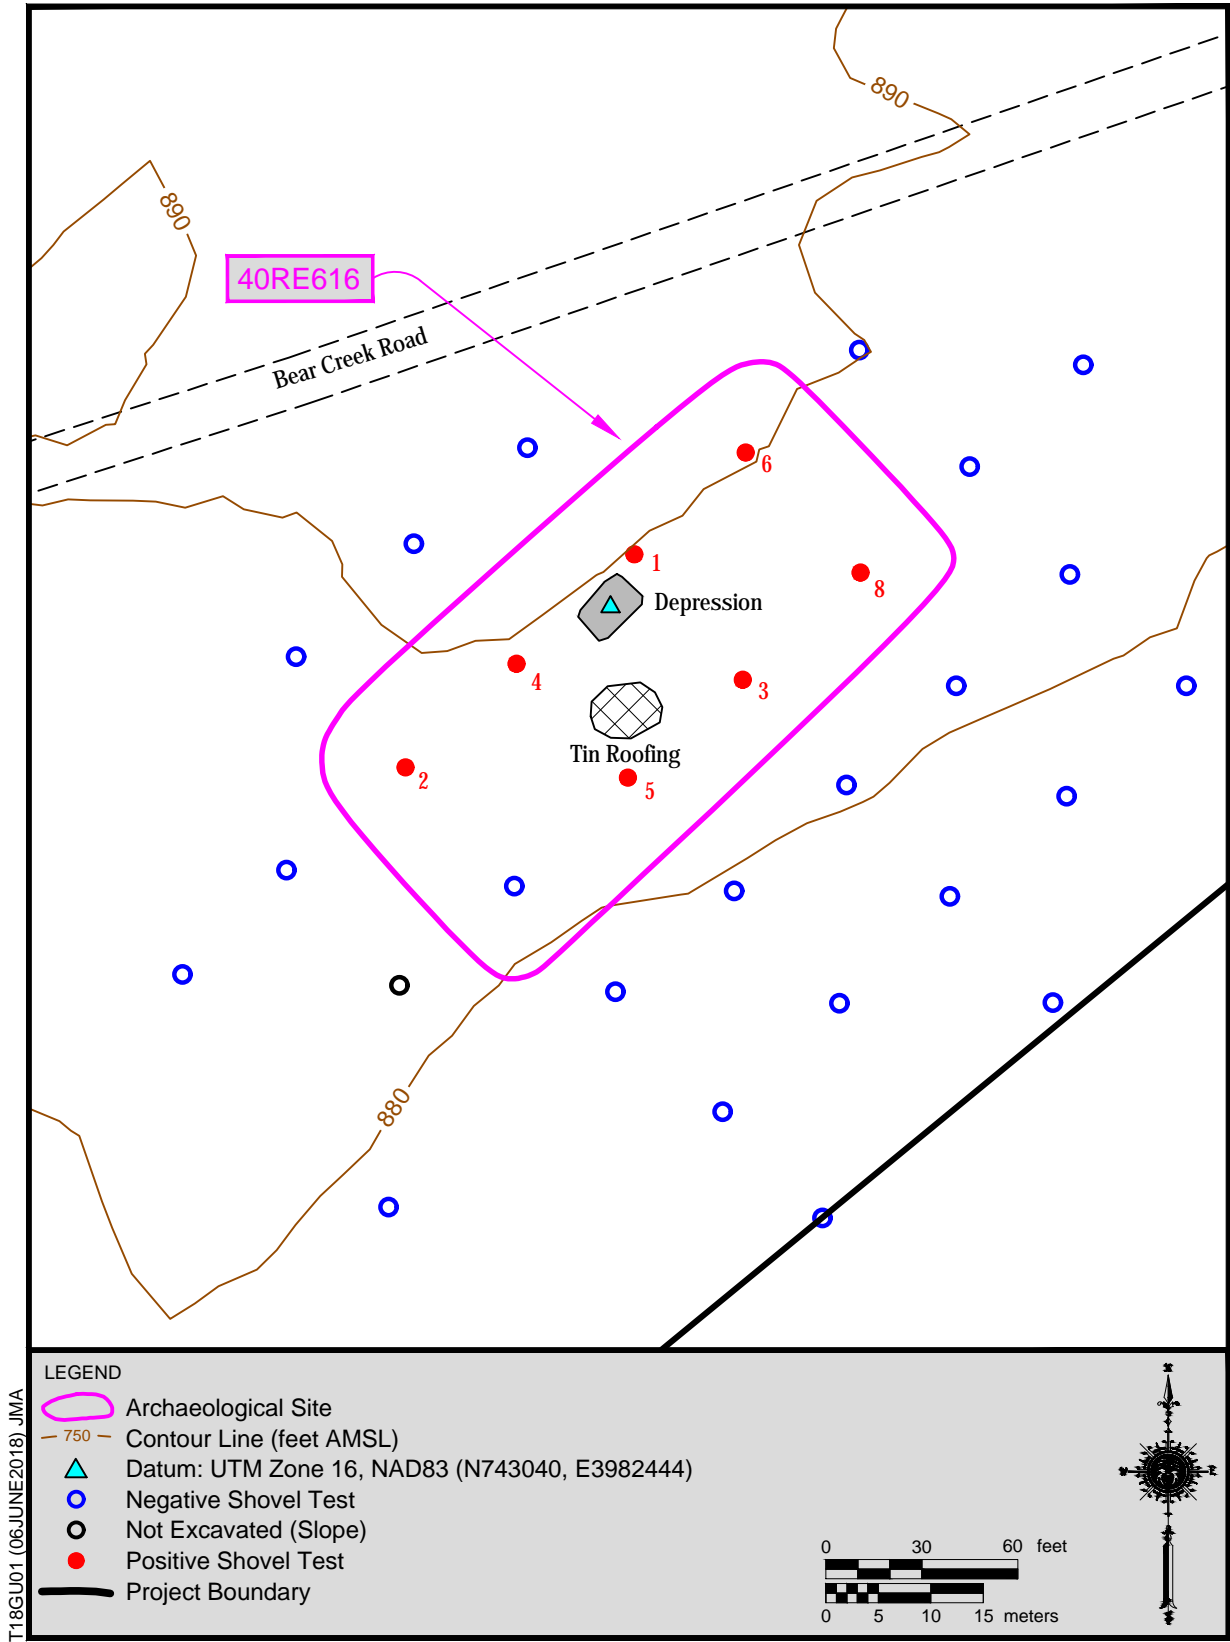 890
890
40RE616
Bear Creek Road
6
1
8
Depression
4
3
Tin Roofing
2
5
880
LEGEND
Archaeological Site
750 Contour Line (feet AMSL)
Datum: UTM Zone 16, NAD83 (N743040, E3982444)
Negative Shovel Test
Not Excavated (Slope)
Positive Shovel Test
Project Boundary
0 30 60 feet
0 5 10 15 meters
T18GU01 (06JUNE2018) JMA